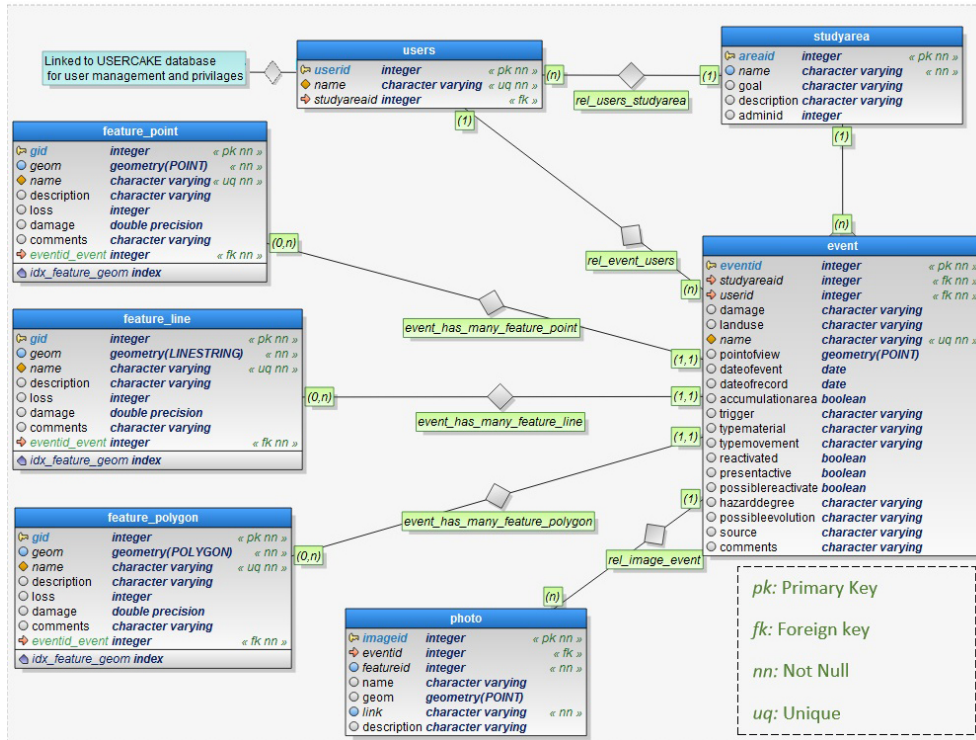 Linked to USERCAKE database
for user management and privilages
users
userid integer « pk nn »
name character varying « uq nn »
studyareaid integer « fk »
(n)
(1)
rel_users_studyarea
(1)
studyarea
areaid integer « pk nn »
name character varying « nn »
goal character varying
description character varying
adminid integer
(1)
(n)
feature_point
gid integer « pk nn »
geom geometry(POINT) « nn »
name character varying « uq nn »
description character varying
loss integer
damage double precision
comments character varying
eventid_event integer « fk nn »
idx_feature_geom index
(0,n)
event_has_many_feature_point
(1,1)
rel_event_users
(n)
event
eventid integer « pk nn »
studyareaid integer « fk nn »
userid integer « fk nn »
damage character varying
landuse character varying
name character varying « uq nn »
pointofview geometry(POINT)
dateofevent date
dateofrecord date
accumulationarea boolean
trigger character varying
typematerial character varying
typemovement character varying
reactivated boolean
presentactive boolean
possiblereactivate boolean
hazarddegree character varying
possibleevolution character varying
source character varying
comments character varying
feature_line
gid integer « pk nn »
geom geometry(LINESTRING) « nn »
name character varying « uq nn »
description character varying
loss integer
damage double precision
comments character varying
eventid_event integer « fk nn »
idx_feature_geom index
(0,n)
event_has_many_feature_line
(1,1)
feature_polygon
gid integer « pk nn »
geom geometry(POLYGON) « nn »
name character varying « uq nn »
description character varying
loss integer
damage double precision
comments character varying
eventid_event integer « fk nn »
idx_feature_geom index
(0,n)
event_has_many_feature_polygon
(1,1)
(1)
rel_image_event
(n)
photo
imageid integer « pk nn »
eventid integer « fk »
featureid integer « nn »
name character varying
geom geometry(POINT)
link character varying « nn »
description character varying
pk: Primary Key
fk: Foreign key
nn: Not Null
uq: Unique